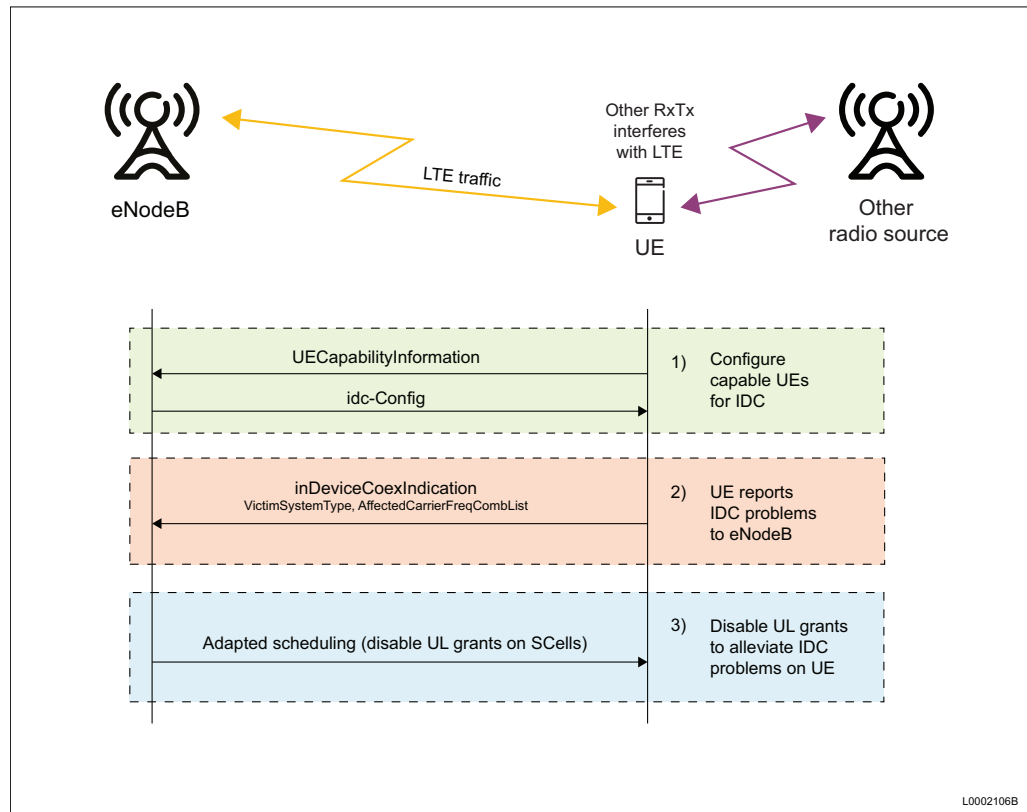 Other RxTx
interferes
with LTE
LTE traffic
eNodeB
UE
Other
radio source
UECapabilityInformation
idc-Config
1) Configure
capable UEs
for IDC
inDeviceCoexIndication
VictimSystemType, AffectedCarrierFreqCombList
2) UE reports
IDC problems
to eNodeB
Adapted scheduling (disable UL grants on SCells)
3) Disable UL grants
to alleviate IDC
problems on UE
L0002106B